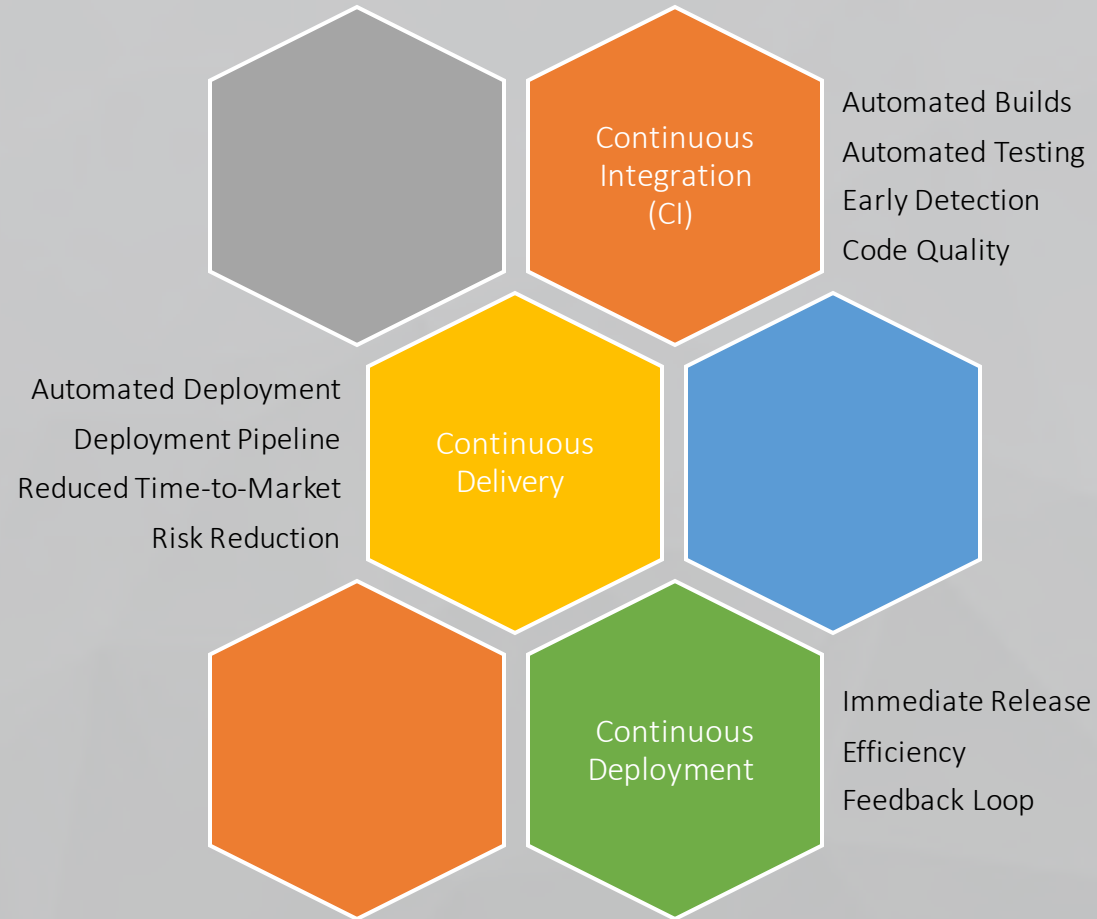 Continuous
Integration
(CI)
Automated Builds
Automated Testing
Early Detection
Code Quality
Continuous
Delivery
Automated Deployment
Deployment Pipeline
Reduced Time-to-Market
Risk Reduction
Continuous
Deployment
Immediate Release
Efficiency
Feedback Loop